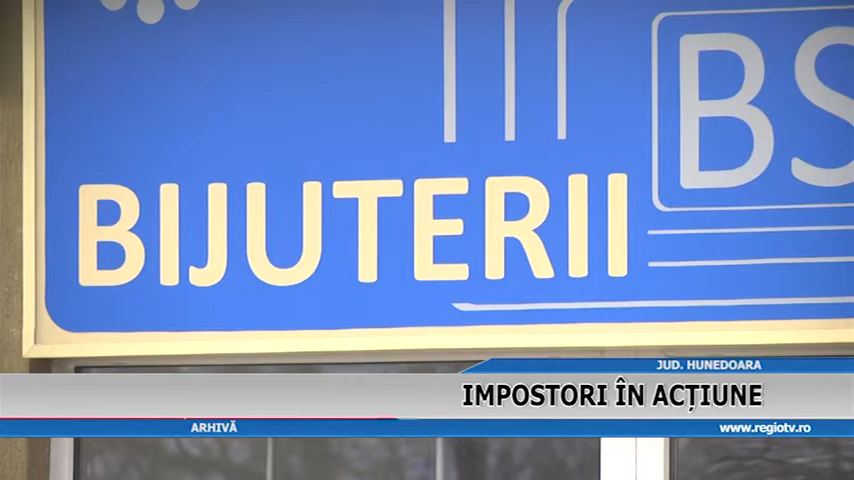 BS
BIJUTERII
JUD. HUNEDOARA
IMPOSTORI ÎN ACȚIUNE
ARHIVĂ
www.regiotv.ro